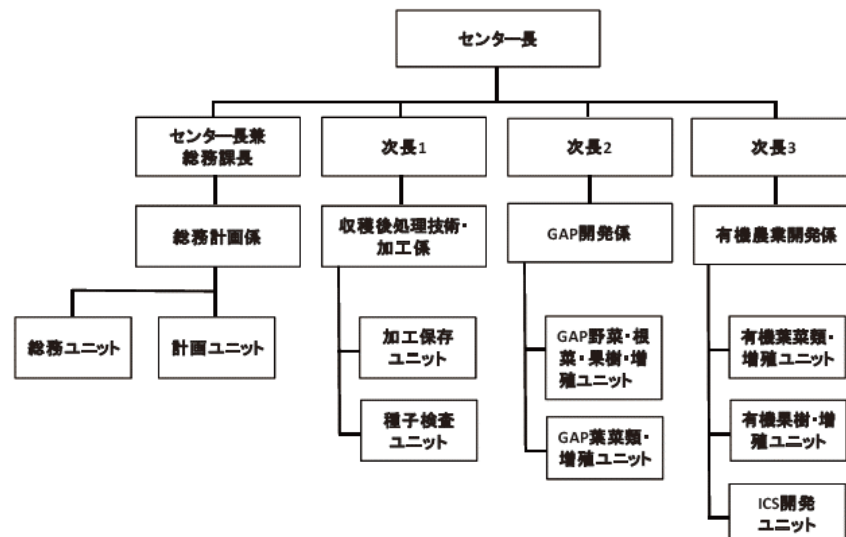 センター長
センター長兼
総務課長
次長1
次長2
次長3
総務計画係
収穫後処理技術・
加工係
GAP開発係
有機農業開発係
総務ユニット
計画ユニット
加工保存
ユニット
GAP野菜・根
菜・果樹・増
殖ユニット
有機葉菜類・
増殖ユニット
種子検査
ユニット
GAP葉菜類・
増殖ユニット
有機果樹・増
殖ユニット
ICS開発
ユニット